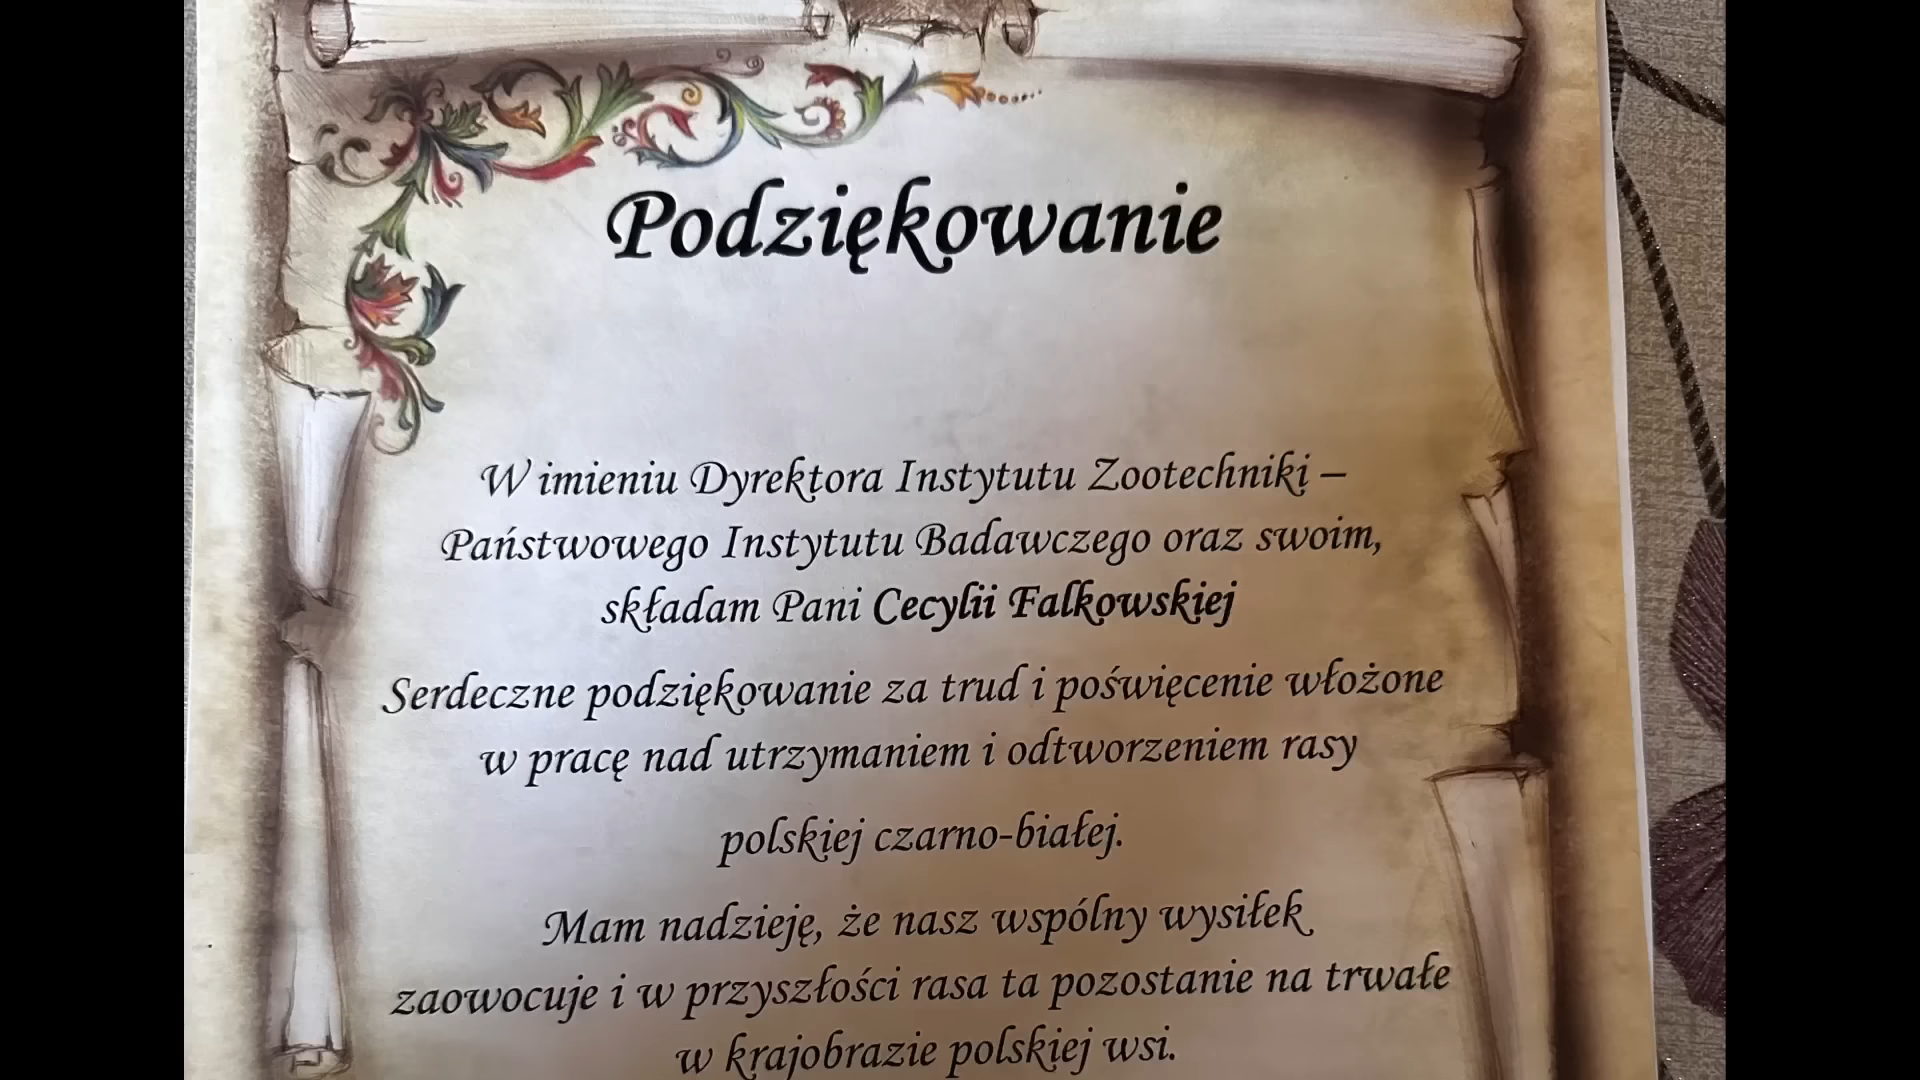 Podziękowanie
W imieniu Dyrektora Instytutu Zootechniki –
Państwowego Instytutu Badawczego oraz swoim,
składam Pani Cecylii Falkowskiej
Serdeczne podziękowanie za trud i poświęcenie włożone
w pracę nad utrzymaniem i odtworzeniem rasy
polskiej czarno-białej.
Mam nadzieję, że nasz wspólny wysiłek
zaowocuje i w przyszłości rasa ta pozostanie na trwałe
w krajobrazie polskiej wsi.